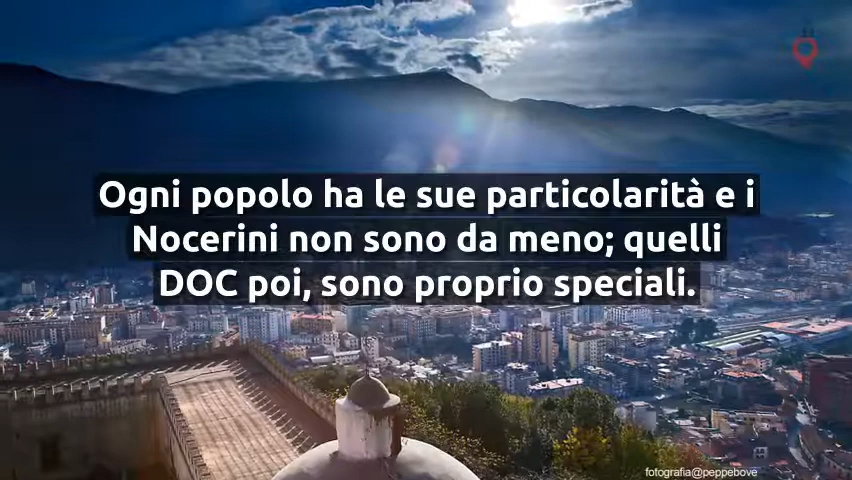 Ogni popolo ha le sue particolarità e i
Nocerini non sono da meno; quelli
DOC poi, sono proprio speciali.
fotografia@peppebove